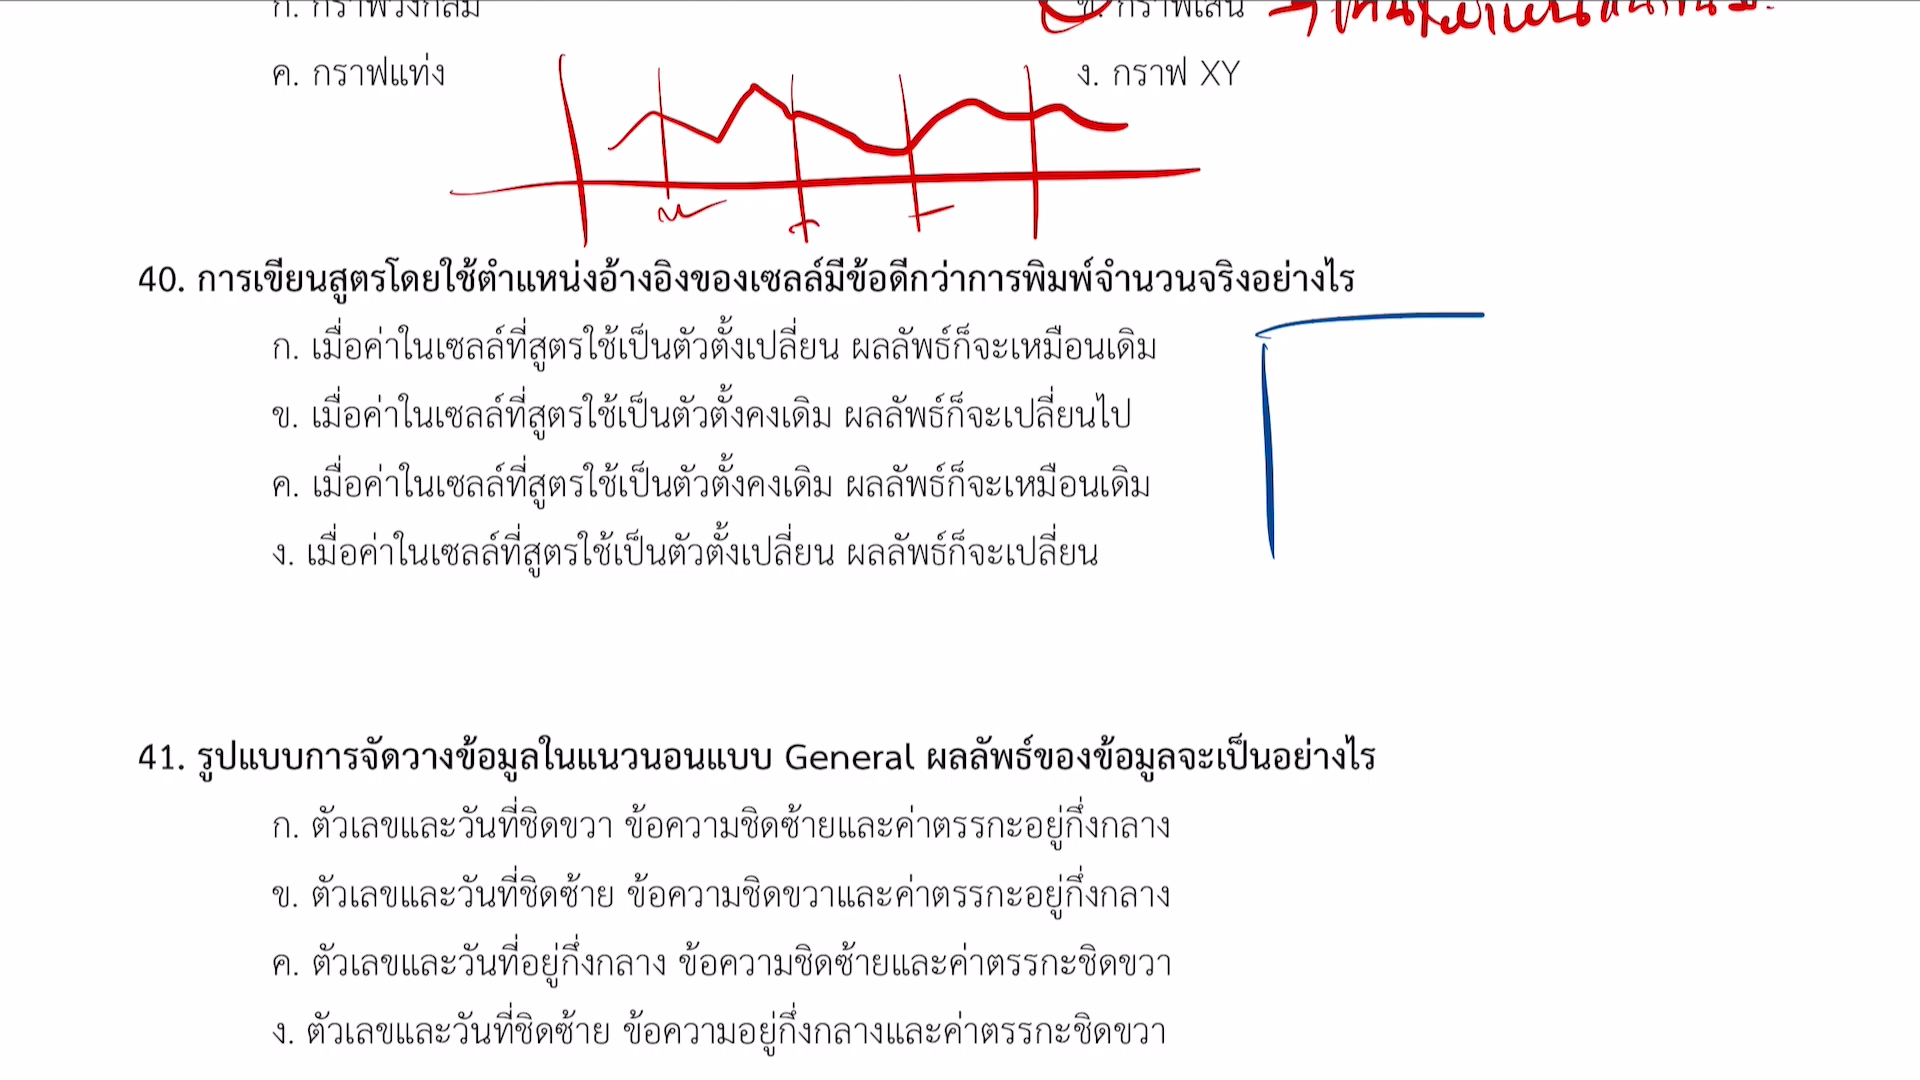 ก. กราฟวงกลม
ข. กราฟเส้น →
ค. กราฟแท่ง
ง. กราฟ XY
40. การเขียนสูตรโดยใช้ตำแหน่งอ้างอิงของเซลล์มีข้อดีกว่าการพิมพ์จำนวนจริงอย่างไร
ก. เมื่อค่าในเซลล์ที่สูตรใช้เป็นตัวตั้งเปลี่ยน ผลลัพธ์ก็จะเหมือนเดิม
ข. เมื่อค่าในเซลล์ที่สูตรใช้เป็นตัวตั้งคงเดิม ผลลัพธ์ก็จะเปลี่ยนไป
ค. เมื่อค่าในเซลล์ที่สูตรใช้เป็นตัวตั้งคงเดิม ผลลัพธ์ก็จะเหมือนเดิม
ง. เมื่อค่าในเซลล์ที่สูตรใช้เป็นตัวตั้งเปลี่ยน ผลลัพธ์ก็จะเปลี่ยน
41. รูปแบบการจัดวางข้อมูลในแนวนอนแบบ General ผลลัพธ์ของข้อมูลจะเป็นอย่างไร
ก. ตัวเลขและวันที่ชิดขวา ข้อความชิดซ้ายและค่าตรรกะอยู่กึ่งกลาง
ข. ตัวเลขและวันที่ชิดซ้าย ข้อความชิดขวาและค่าตรรกะอยู่กึ่งกลาง
ค. ตัวเลขและวันที่อยู่กึ่งกลาง ข้อความชิดซ้ายและค่าตรรกะชิดขวา
ง. ตัวเลขและวันที่ชิดซ้าย ข้อความอยู่กึ่งกลางและค่าตรรกะชิดขวา